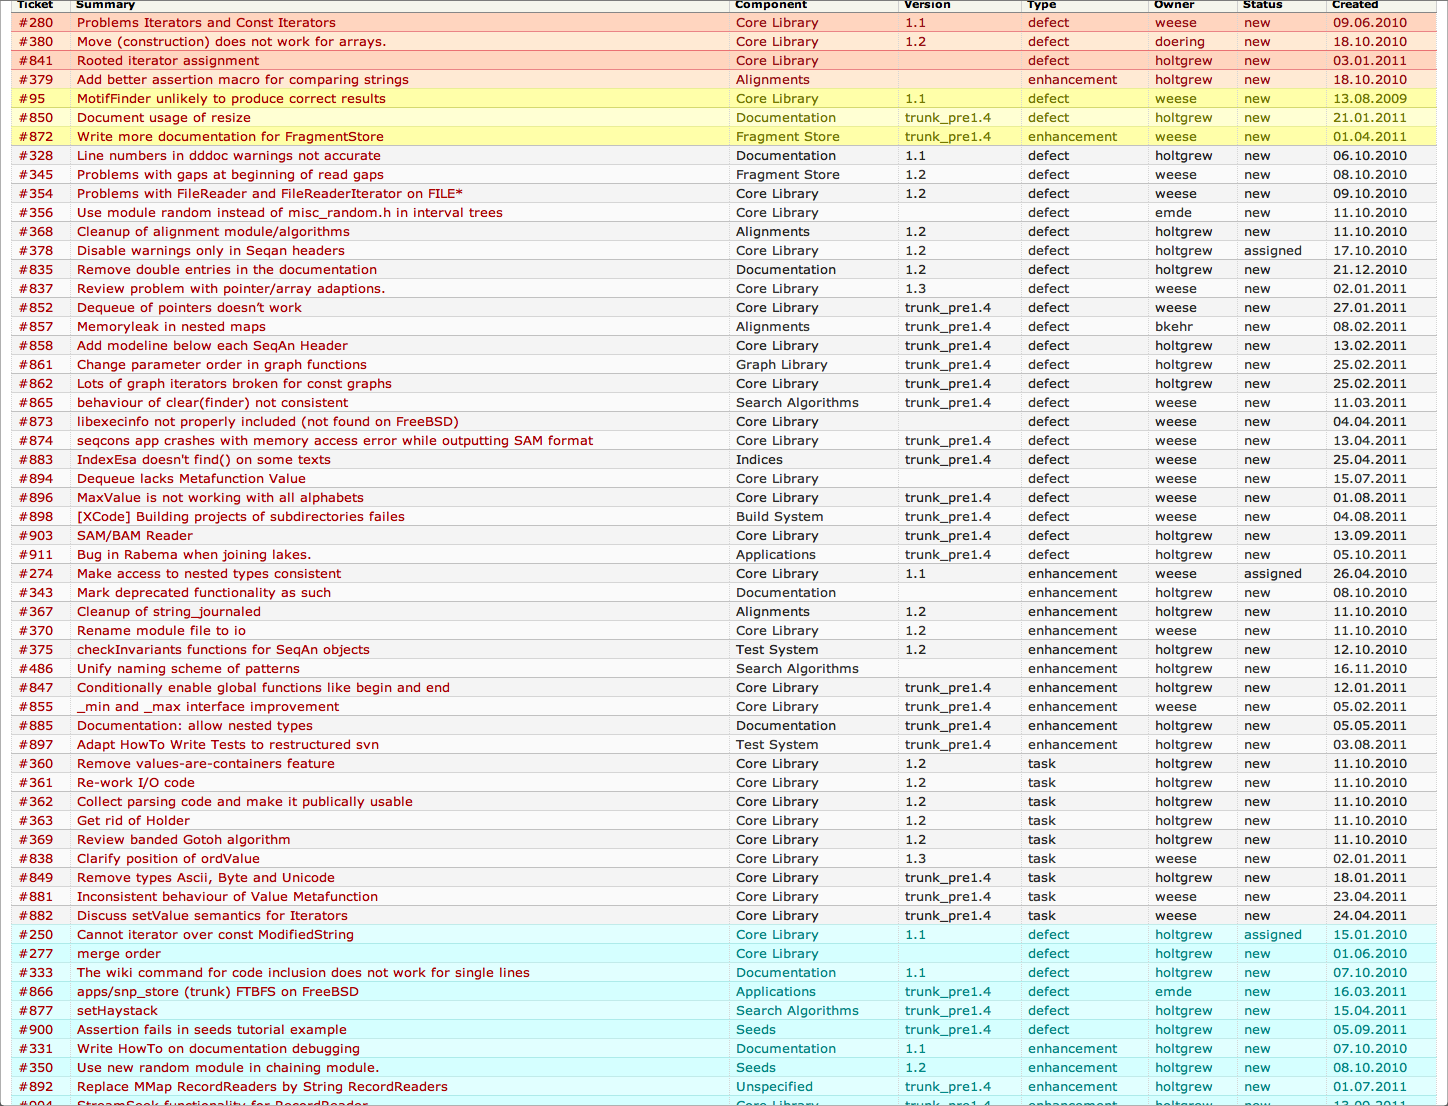 Ticket Summary Component Version Type Owner Status Created
#280 Problems Iterators and Const Iterators Core Library 1.1 defect weese new 09.06.2010
#380 Move (construction) does not work for arrays. Core Library 1.2 defect doering new 18.10.2010
#841 Rooted iterator assignment Core Library defect holtgrew new 03.01.2011
#379 Add better assertion macro for comparing strings Alignments enhancement holtgrew new 18.10.2010
#95 MotifFinder unlikely to produce correct results Core Library 1.1 defect weese new 13.08.2009
#850 Document usage of resize Documentation trunk_pre1.4 defect weese new 21.01.2011
#872 Write more documentation for FragmentStore Fragment Store trunk_pre1.4 enhancement weese new 01.04.2011
#328 Line numbers in dddoc warnings not accurate Documentation 1.1 defect holtgrew new 06.10.2010
#345 Problems with gaps at beginning of read gaps Fragment Store 1.2 defect weese new 08.10.2010
#354 Problems with FileReader and FileReaderIterator on FILE* Core Library 1.2 defect weese new 09.10.2010
#356 Use module random instead of misc_random.h in interval trees Core Library defect emde new 11.10.2010
#368 Cleanup of alignment module/algorithms Alignments 1.2 defect holtgrew new 11.10.2010
#378 Disable warnings only in Seqan headers Core Library 1.2 defect holtgrew assigned 17.10.2010
#835 Remove double entries in the documentation Documentation 1.2 defect holtgrew new 21.12.2010
#837 Review problem with pointer/array adaptions. Core Library 1.3 defect weese new 02.01.2011
#852 Dequeue of pointers doesn't work Core Library trunk_pre1.4 defect weese new 27.01.2011
#857 Memoryleak in nested maps Alignments trunk_pre1.4 defect bkehr new 08.02.2011
#858 Add modeline below each SeqAn Header Core Library trunk_pre1.4 defect holtgrew new 13.02.2011
#861 Change parameter order in graph functions Graph Library trunk_pre1.4 defect holtgrew new 25.02.2011
#862 Lots of graph iterators broken for const graphs Core Library trunk_pre1.4 defect holtgrew new 25.02.2011
#865 behaviour of clear(finder) not consistent Search Algorithms trunk_pre1.4 defect weese new 11.03.2011
#873 libexecinfo not properly included (not found on FreeBSD) Core Library defect weese new 04.04.2011
#874 seqcons app crashes with memory access error while outputting SAM format Core Library trunk_pre1.4 defect weese new 13.04.2011
#883 IndexEsa doesn't find() on some texts Indices trunk_pre1.4 defect weese new 25.04.2011
#894 Dequeue lacks Metafunction Value Core Library defect weese new 15.07.2011
#896 MaxValue is not working with all alphabets Core Library trunk_pre1.4 defect weese new 01.08.2011
#898 [XCode] Building projects of subdirectories failes Build System trunk_pre1.4 defect weese new 04.08.2011
#903 SAM/BAM Reader Core Library trunk_pre1.4 defect holtgrew new 13.09.2011
#911 Bug in Rabema when joining lakes. Applications trunk_pre1.4 defect holtgrew new 05.10.2011
#274 Make access to nested types consistent Core Library 1.1 enhancement weese assigned 26.04.2010
#343 Mark deprecated functionality as such Documentation enhancement holtgrew new 08.10.2010
#367 Cleanup of string_journaled Alignments 1.2 enhancement holtgrew new 11.10.2010
#370 Rename module file to io Core Library 1.2 enhancement weese new 11.10.2010
#375 checkInvariants functions for SeqAn objects Test System 1.2 enhancement holtgrew new 12.10.2010
#486 Unify naming scheme of patterns Search Algorithms enhancement holtgrew new 16.11.2010
#847 Conditionally enable global functions like begin and end Core Library trunk_pre1.4 enhancement holtgrew new 12.01.2011
#855 _min and _max interface improvement Core Library trunk_pre1.4 enhancement weese new 05.02.2011
#885 Documentation: allow nested types Documentation trunk_pre1.4 enhancement holtgrew new 05.05.2011
#897 Adapt HowTo Write Tests to restructured svn Test System trunk_pre1.4 enhancement holtgrew new 03.08.2011
#360 Remove values-are-containers feature Core Library 1.2 task holtgrew new 11.10.2010
#361 Re-work I/O code Core Library 1.2 task holtgrew new 11.10.2010
#362 Collect parsing code and make it publically usable Core Library 1.2 task holtgrew new 11.10.2010
#363 Get rid of Holder Core Library 1.2 task holtgrew new 11.10.2010
#369 Review banded Gotoh algorithm Core Library 1.2 task holtgrew new 11.10.2010
#838 Clarify position of ordValue Core Library 1.3 task weese new 02.01.2011
#849 Remove types Ascii, Byte and Unicode Core Library trunk_pre1.4 task holtgrew new 18.01.2011
#881 Inconsistent behaviour of Value Metafunction Core Library trunk_pre1.4 task weese new 23.04.2011
#882 Discuss setValue semantics for Iterators Core Library trunk_pre1.4 task weese new 24.04.2011
#250 Cannot iterator over const ModifiedString Core Library 1.1 defect holtgrew assigned 15.01.2010
#277 merge order Core Library defect holtgrew new 01.06.2010
#333 The wiki command for code inclusion does not work for single lines Documentation 1.1 defect holtgrew new 07.10.2010
#866 apps/snp_store (trunk) FTBFS on FreeBSD Applications trunk_pre1.4 defect emde new 16.03.2011
#877 setHaystack Search Algorithms trunk_pre1.4 defect holtgrew new 15.04.2011
#900 Assertion fails in seeds tutorial example Seeds trunk_pre1.4 defect holtgrew new 05.09.2011
#331 Write HowTo on documentation debugging Documentation 1.1 enhancement holtgrew new 07.10.2010
#350 Use new random module in chaining module. Seeds 1.2 enhancement holtgrew new 08.10.2010
#892 Replace MMap RecordReaders by String RecordReaders Unspecified trunk_pre1.4 enhancement holtgrew new 01.07.2011
#904 StreamSeek functionality for RecordReader Core Library trunk_pre1.4 enhancement holtgrew new 13.09.2011